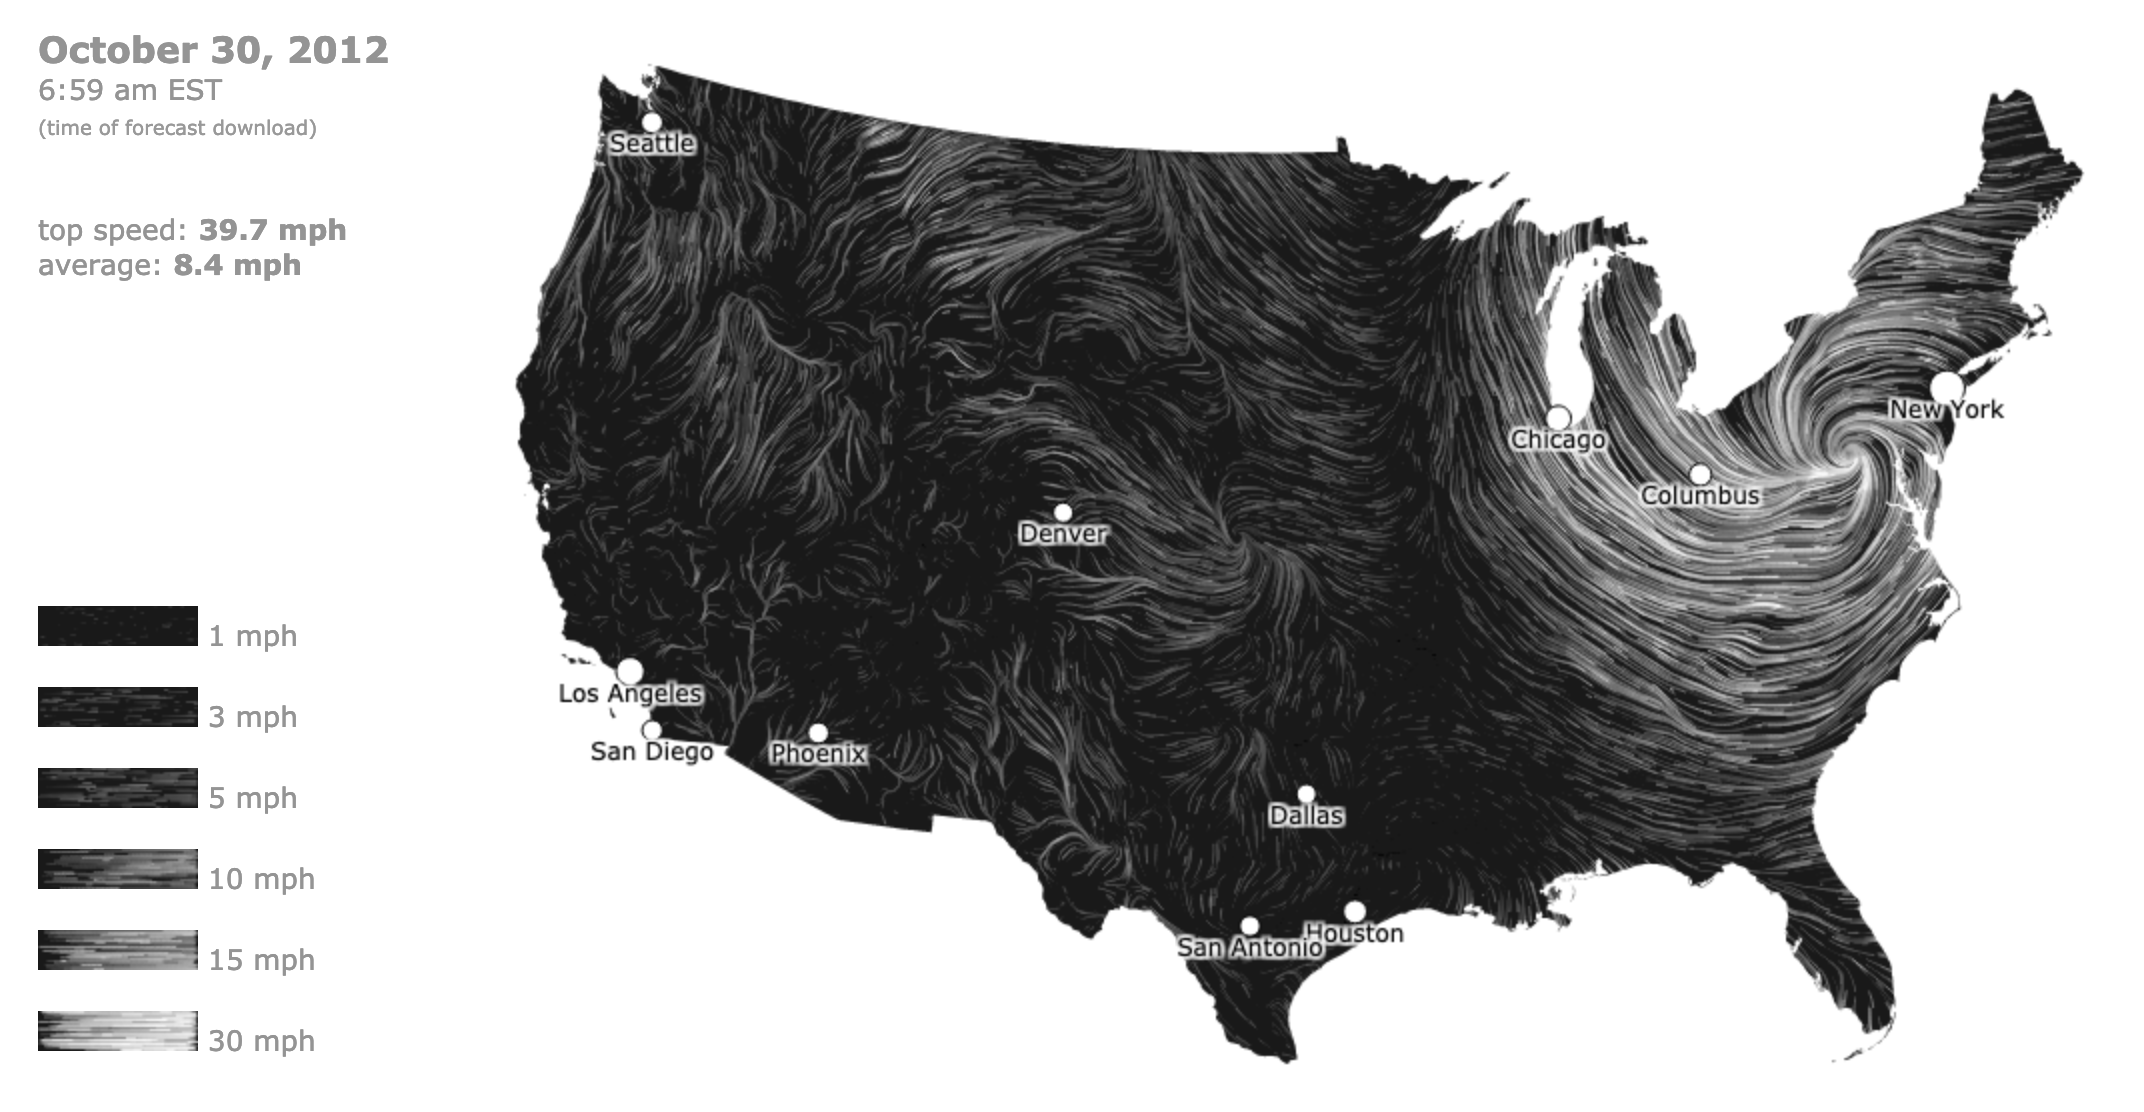 October 30, 2012
6:59 am EST
(time of forecast download)
top speed: 39.7 mph
average: 8.4 mph
1 mph
3 mph
5 mph
10 mph
15 mph
30 mph
Seattle
New York
Chicago
Columbus
Denver
Los Angeles
San Diego
Phoenix
Dallas
Houston
San Antonio